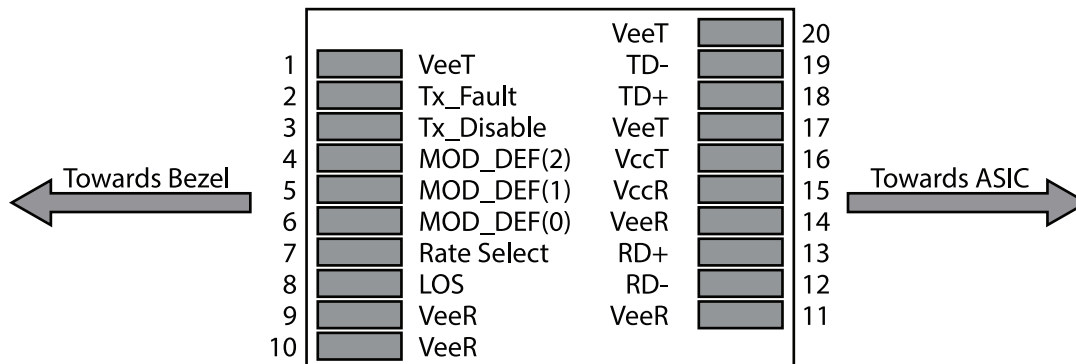 VeeT 20
1 VeeT TD- 19
2 Tx_Fault TD+ 18
3 Tx_Disable VeeT 17
4 MOD_DEF(2) VccT 16
Towards Bezel 5 MOD_DEF(1) VccR 15 Towards ASIC
6 MOD_DEF(0) VeeR 14
7 Rate Select RD+ 13
8 LOS RD- 12
9 VeeR VeeR 11
10 VeeR